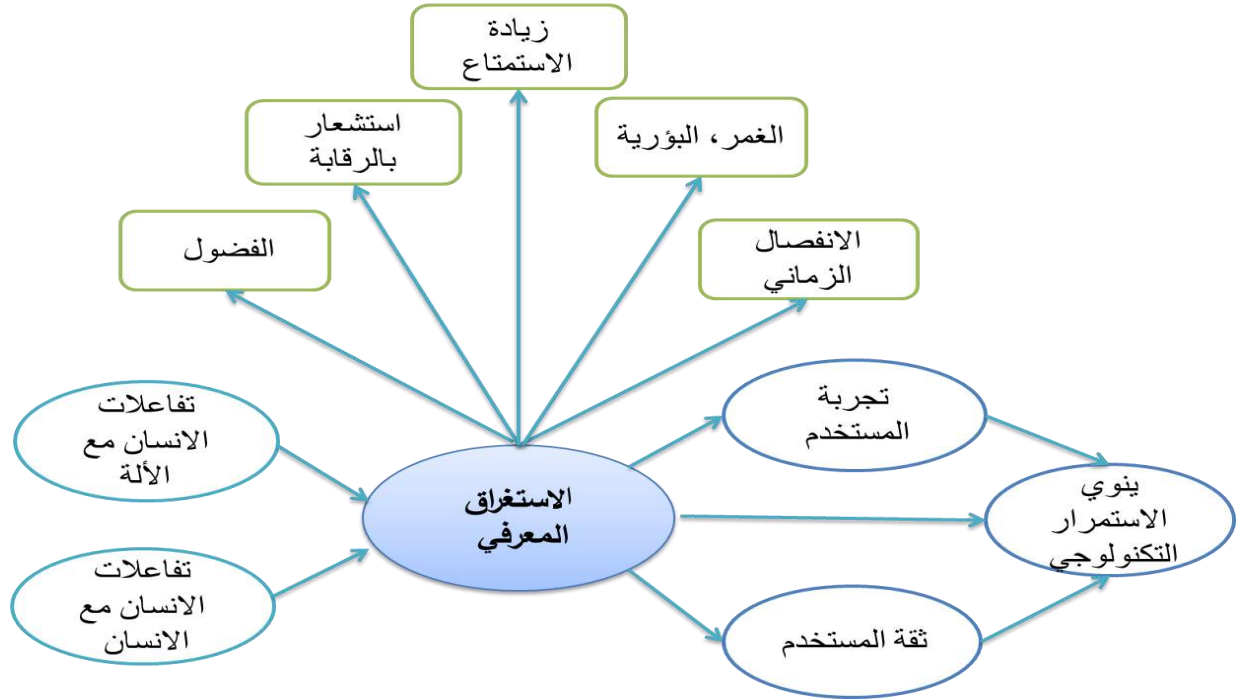 زيادة
الاستمتاع
الغمر، البؤرية
استشعار
بالرقابة
الانفصال
الزماني
الفضول
تجربة
المستخدم
تفاعلات
الانسان مع
الألة
ينوي
الاستمرار
التكنولوجي
الاستغراق
المعرفي
تفاعلات
الانسان مع
الانسان
ثقة المستخدم